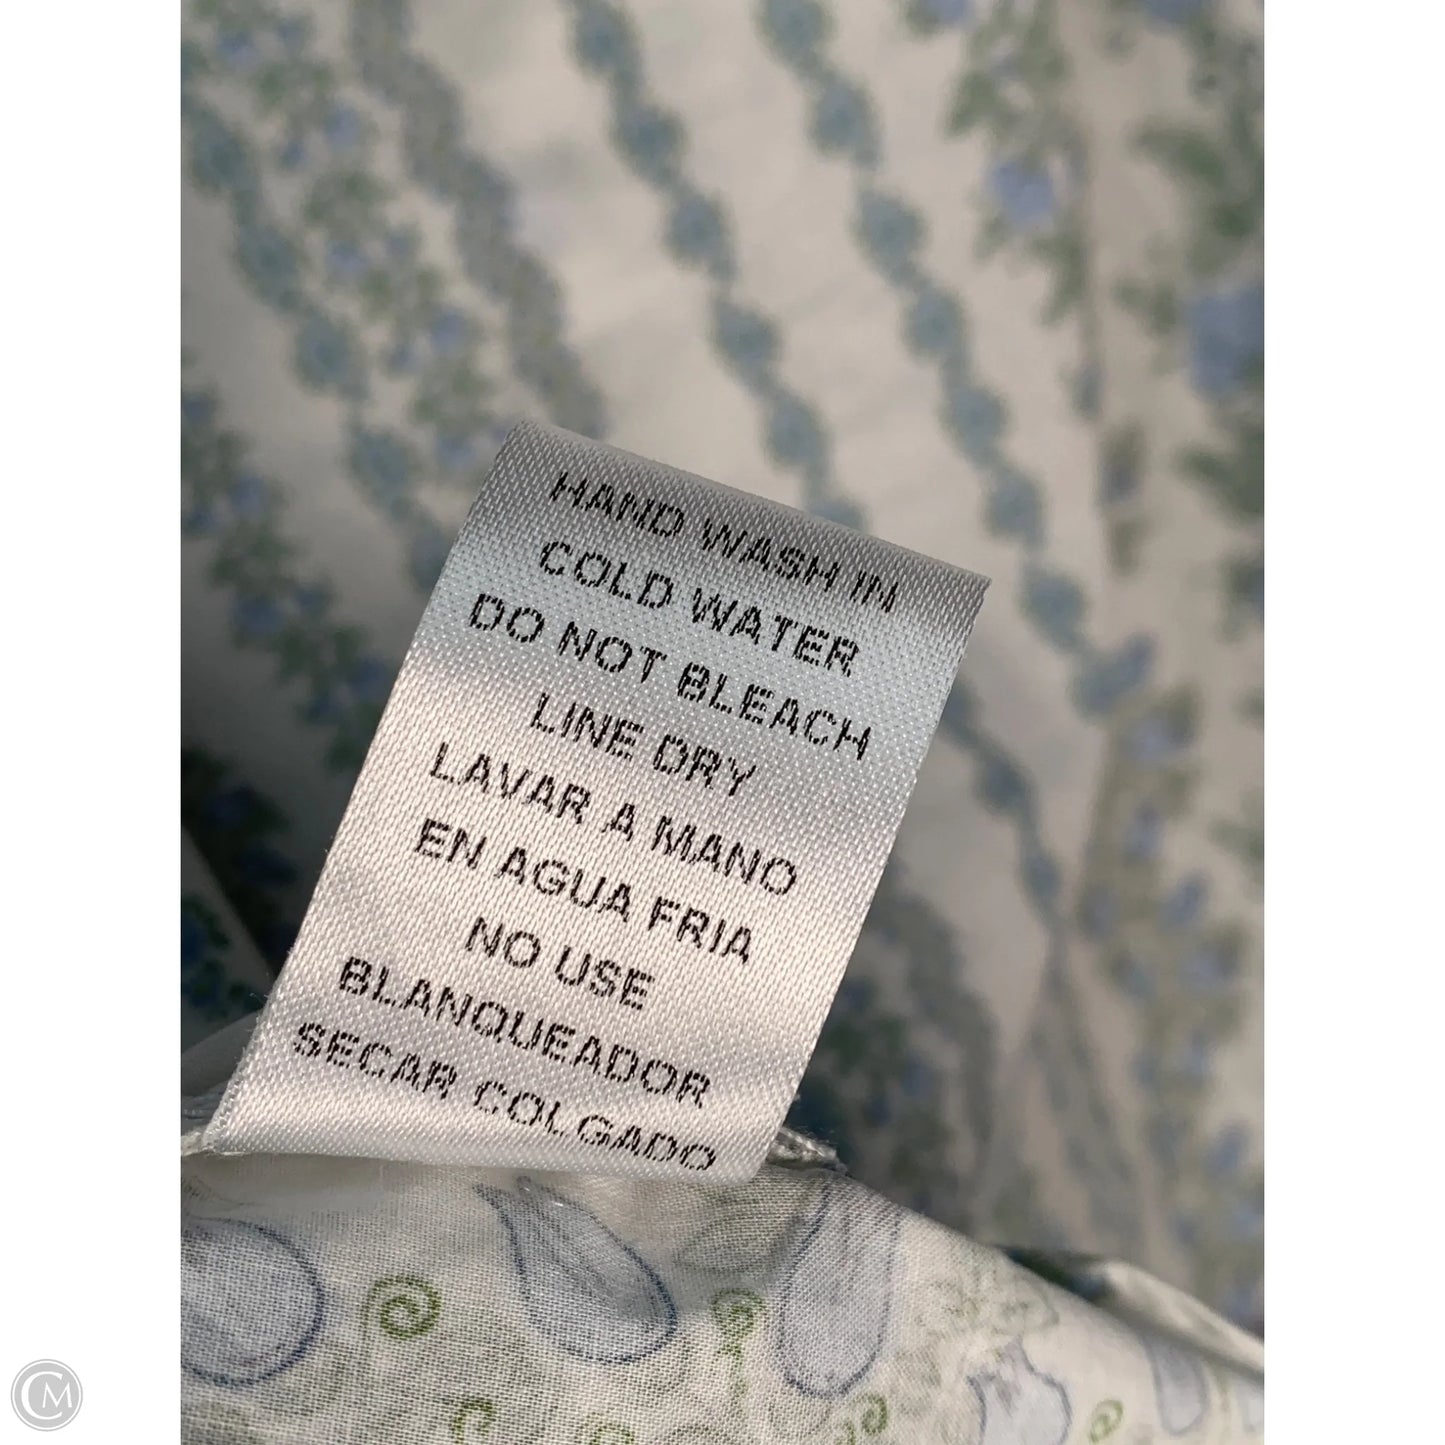 HAND WASH IN
COLD WATER
DO NOT BLEACH
LINE DRY
LAVAR A MANO
EN AGUA FRIA
NO USE
BLANQUEADOR
SECAR COLGADO
CM